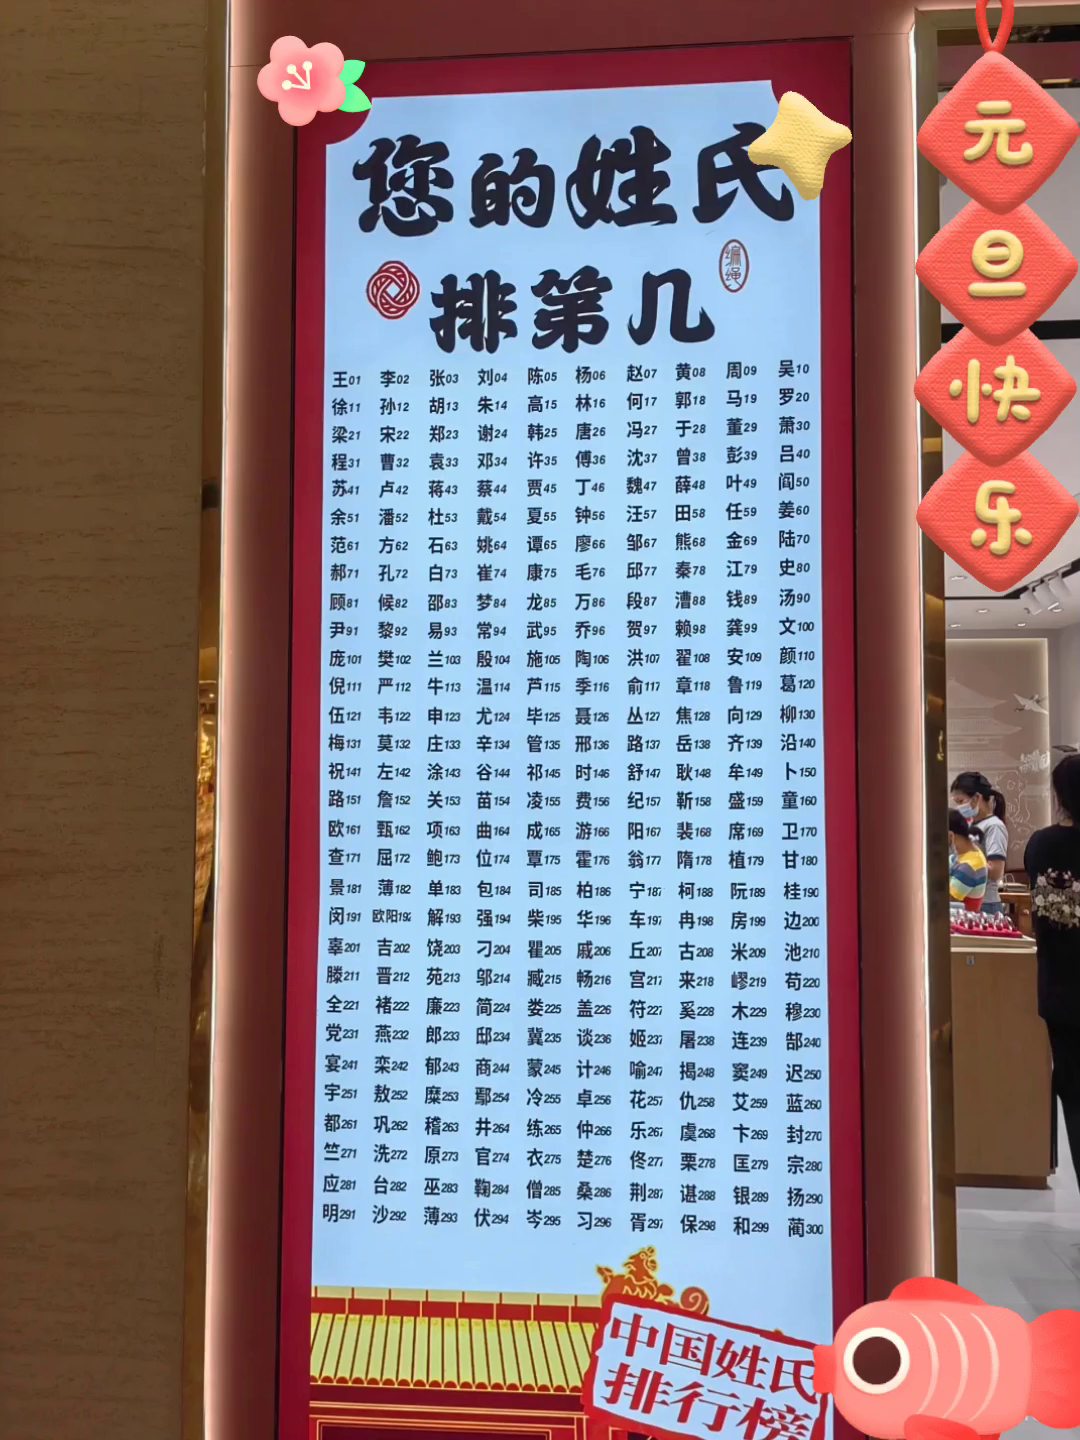 您的姓氏
排第几
编绳
王01 李02 张03 刘04 陈05 杨06 赵07 黄08 周09 吴10
徐11 孙12 胡13 朱14 高15 林16 何17 郭18 马19 罗20
梁21 宋22 郑23 谢24 韩25 唐26 冯27 于28 董29 萧30
程31 曹32 袁33 邓34 许35 傅36 沈37 曾38 彭39 吕40
苏41 卢42 蒋43 蔡44 贾45 丁46 魏47 薛48 叶49 阎50
余51 潘52 杜53 戴54 夏55 钟56 汪57 田58 任59 姜60
范61 方62 石63 姚64 谭65 廖66 邹67 熊68 金69 陆70
郝71 孔72 白73 崔74 康75 毛76 邱77 秦78 江79 史80
顾81 候82 邵83 梦84 龙85 万86 段87 漕88 钱89 汤90
尹91 黎92 易93 常94 武95 乔96 贺97 赖98 龚99 文100
庞101 樊102 兰103 殷104 施105 陶106 洪107 翟108 安109 颜110
倪111 严112 牛113 温114 芦115 季116 俞117 章118 鲁119 葛120
伍121 韦122 申123 尤124 毕125 聂126 丛127 焦128 向129 柳130
梅131 莫132 庄133 辛134 管135 邢136 路137 岳138 齐139 沿140
祝141 左142 涂143 谷144 祁145 时146 舒147 耿148 牟149 卜150
路151 詹152 关153 苗154 凌155 费156 纪157 靳158 盛159 童160
欧161 甄162 项163 曲164 成165 游166 阳167 裴168 席169 卫170
查171 屈172 鲍173 位174 覃175 霍176 翁177 隋178 植179 甘180
景181 薄182 单183 包184 司185 柏186 宁187 柯188 阮189 桂190
闵191 欧阳192 解193 强194 柴195 华196 车197 冉198 房199 边200
辜201 吉202 饶203 刁204 瞿205 戚206 丘207 古208 米209 池210
滕211 晋212 苑213 邬214 臧215 畅216 宫217 来218 嵺219 苟220
全221 褚222 廉223 简224 娄225 盖226 符227 奚228 木229 穆230
党231 燕232 郎233 邸234 冀235 谈236 姬237 屠238 连239 郜240
宴241 栾242 郁243 商244 蒙245 计246 喻247 揭248 窦249 迟250
宇251 敖252 糜253 鄢254 冷255 卓256 花257 仇258 艾259 蓝260
都261 巩262 稽263 井264 练265 仲266 乐267 虞268 卞269 封270
竺271 冼272 原273 官274 衣275 楚276 佟277 栗278 匡279 宗280
应281 台282 巫283 鞠284 僧285 桑286 荆287 谌288 银289 扬290
明291 沙292 薄293 伏294 岑295 习296 胥297 保298 和299 蔺300
中国姓氏
排行榜
元
旦
快
乐